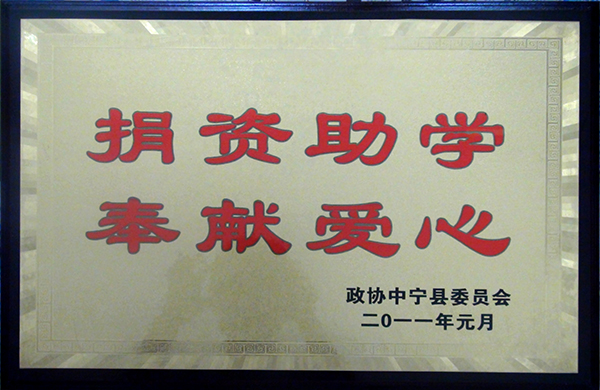 捐资助学
奉献爱心
政协中宁县委员会
二0一一年元月